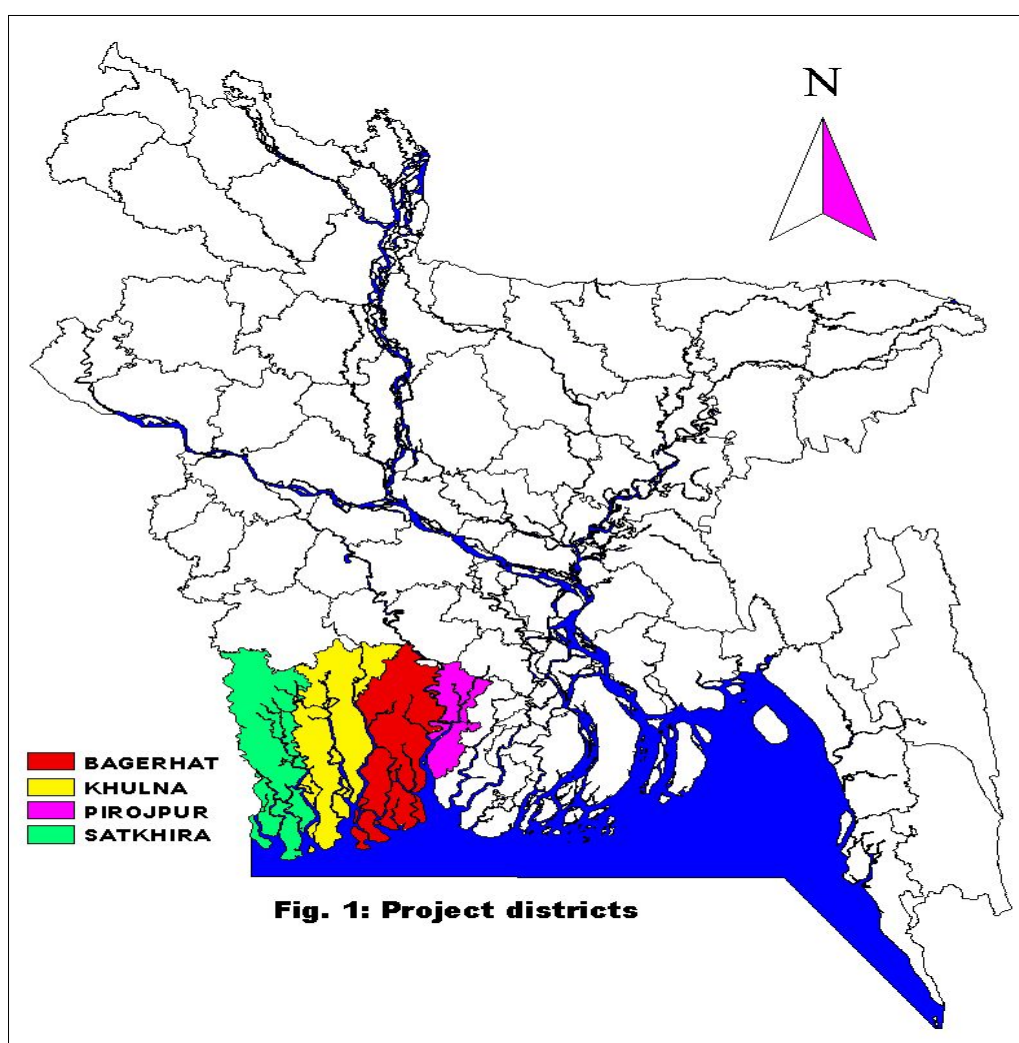 N
BAGERHAT
KHULNA
PIROJPUR
SATKHIRA
Fig. 1: Project districts